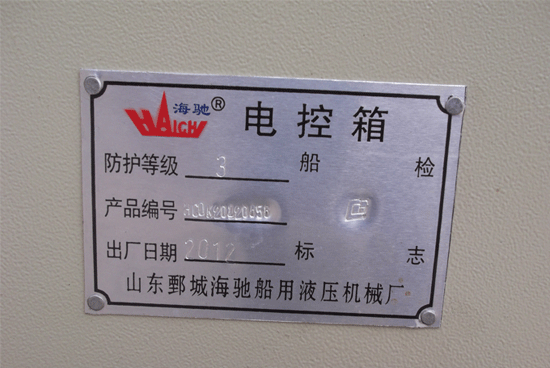 海驰®
HAICH
电控箱
防护等级 3 船检
产品编号
出厂日期 2012 标志
山东鄄城海驰船用液压机械厂